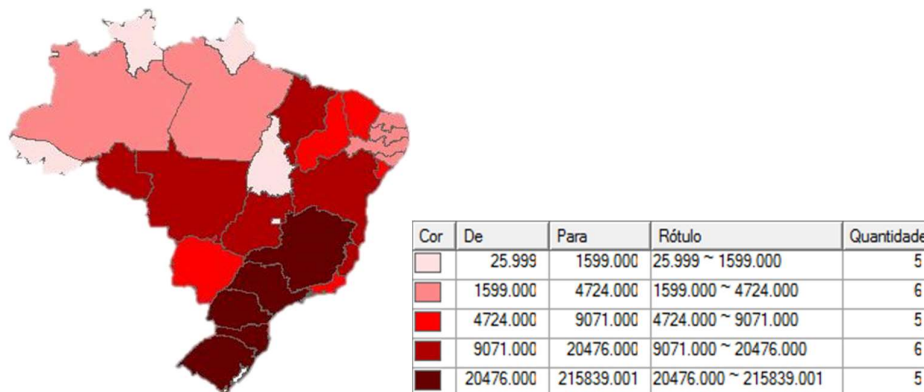 Cor De Para Rótulo Quantidade
25.999 1599.000 25.999 ~ 1599.000 5
1599.000 4724.000 1599.000 ~ 4724.000 6
4724.000 9071.000 4724.000 ~ 9071.000 5
9071.000 20476.000 9071.000 ~ 20476.000 6
20476.000 215839.001 20476.000 ~ 215839.001 5